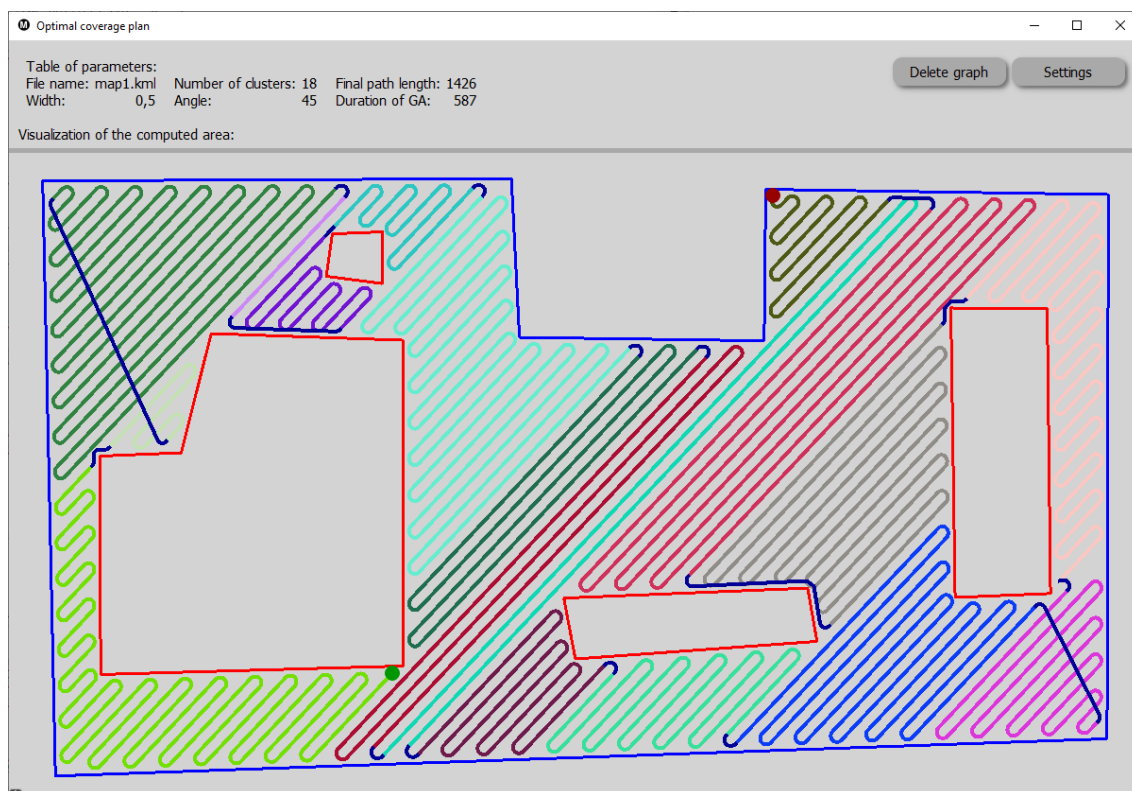 M Optimal coverage plan
Table of parameters:
File name: map1.kml Number of clusters: 18 Final path length: 1426
Width: 0,5 Angle: 45 Duration of GA: 587
Delete graph Settings
Visualization of the computed area: